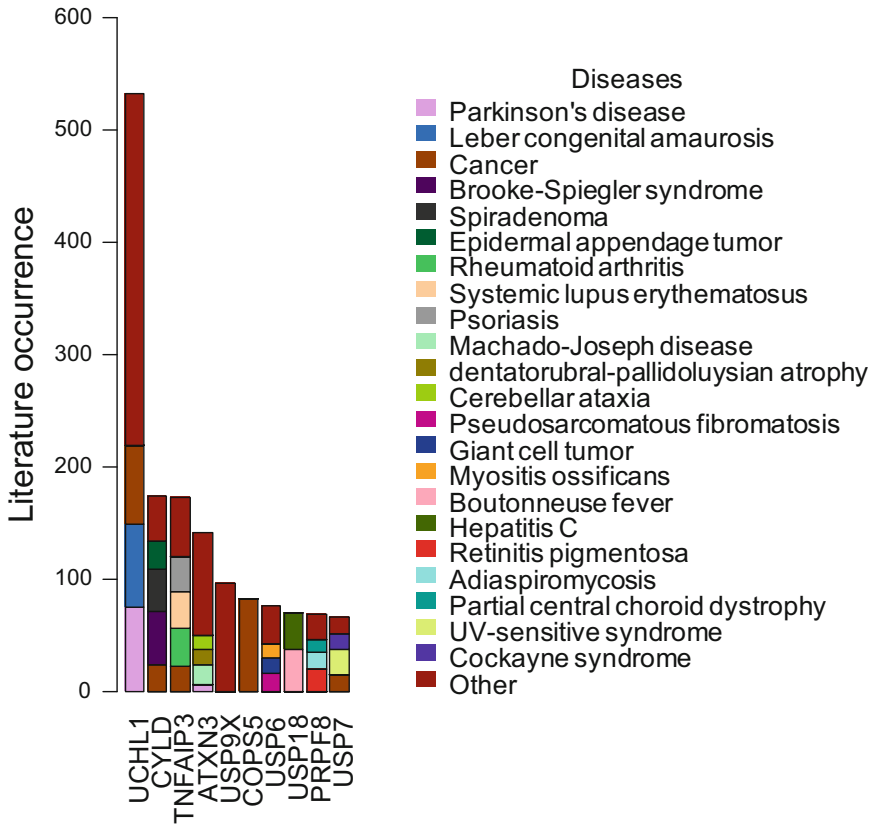 600
500
400
300
200
100
0
Literature occurrence
UCHL1
CYLD
TNFAIP3
ATXN3
USP9X
COPS5
USP6
USP18
PRPF8
USP7
Diseases
Parkinson's disease
Leber congenital amaurosis
Cancer
Brooke-Spiegler syndrome
Spiradenoma
Epidermal appendage tumor
Rheumatoid arthritis
Systemic lupus erythematosus
Psoriasis
Machado-Joseph disease
dentatorubral-pallidoluysian atrophy
Cerebellar ataxia
Pseudosarcomatous fibromatosis
Giant cell tumor
Myositis ossificans
Boutonneuse fever
Hepatitis C
Retinitis pigmentosa
Adiaspiromycosis
Partial central choroid dystrophy
UV-sensitive syndrome
Cockayne syndrome
Other